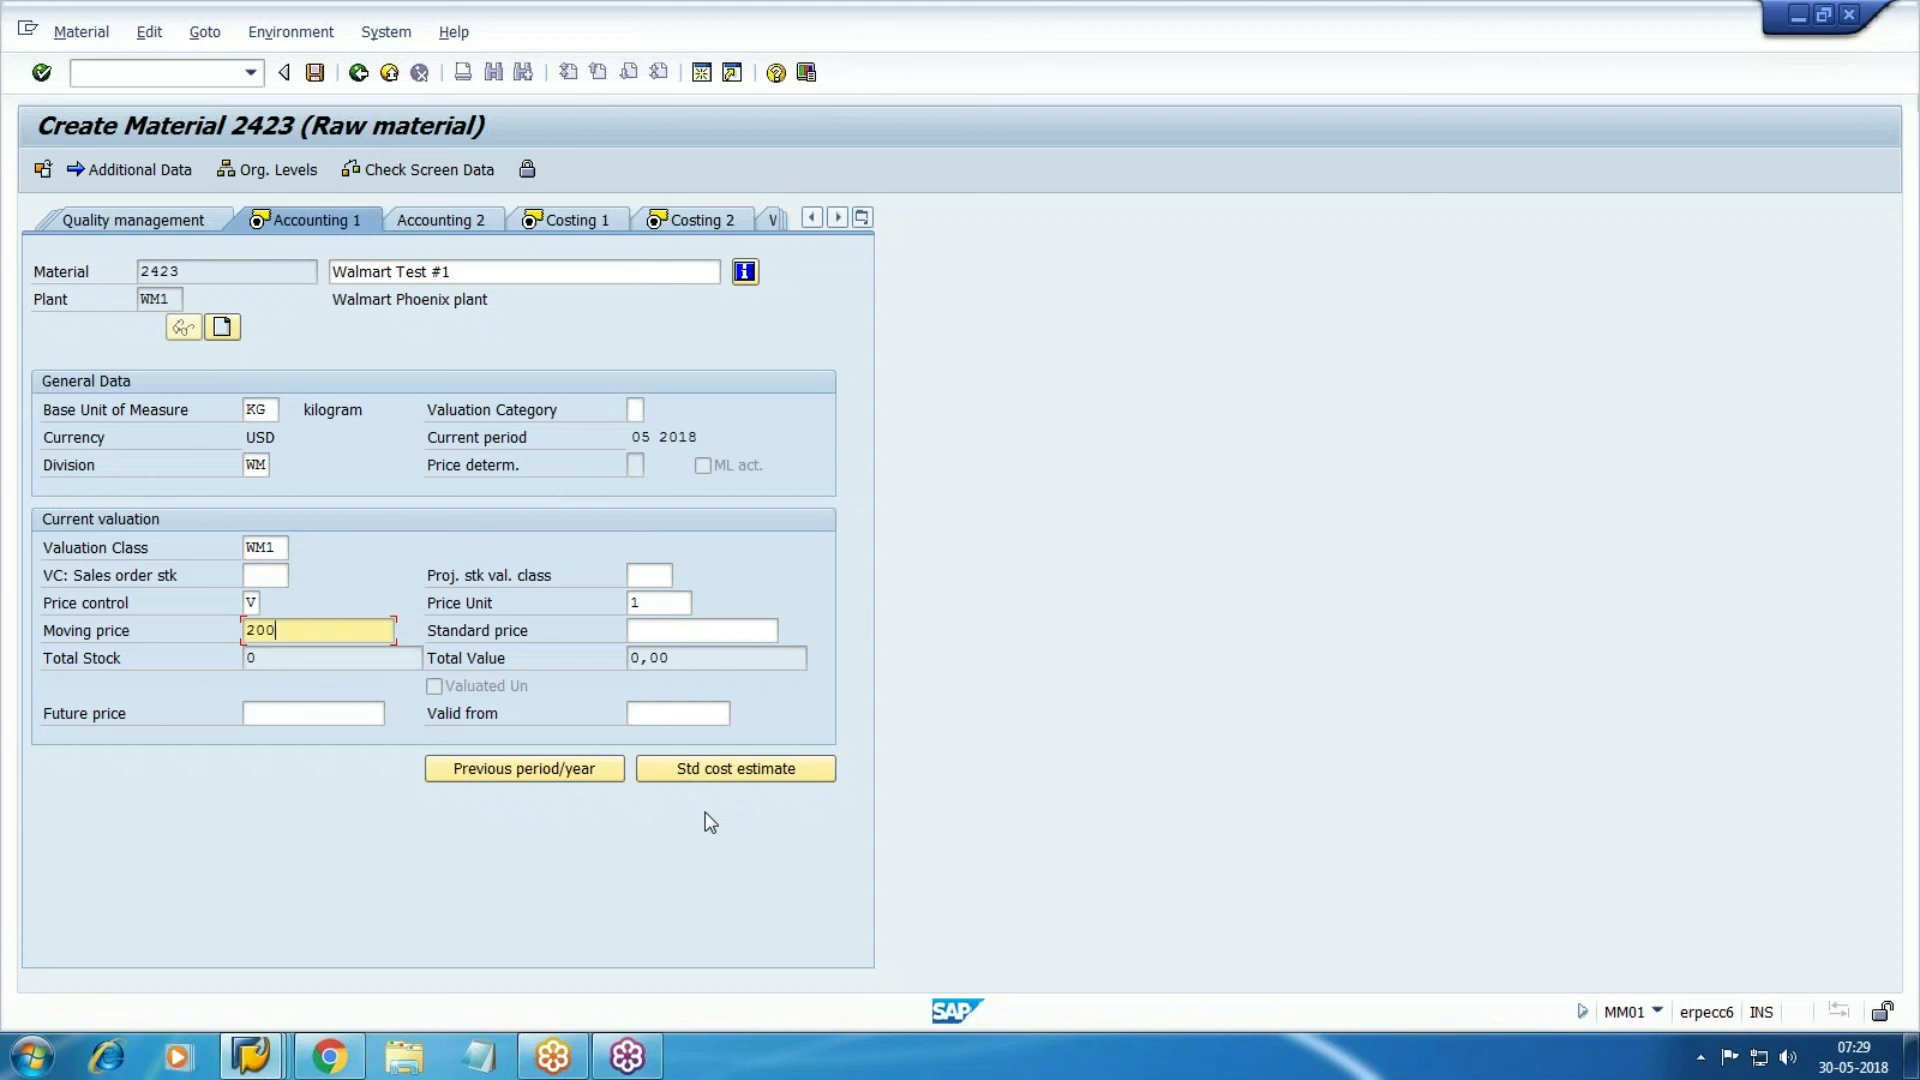 Material Edit Goto Environment System Help
Create Material 2423 (Raw material)
Additional Data Org. Levels Check Screen Data
Quality management Accounting 1 Accounting 2 Costing 1 Costing 2
Material 2423 Walmart Test #1
Plant WM1 Walmart Phoenix plant
General Data
Base Unit of Measure KG kilogram Valuation Category
Currency USD Current period 05 2018
Division WM Price determ. ML act.
Current valuation
Valuation Class WM1
VC: Sales order stk Proj. stk val. class
Price control V Price Unit 1
Moving price 200 Standard price
Total Stock 0 Total Value 0,00
Valuated Un
Future price Valid from
Previous period/year Std cost estimate
SAP MM01 erpecc6 INS
07:29
30-05-2018